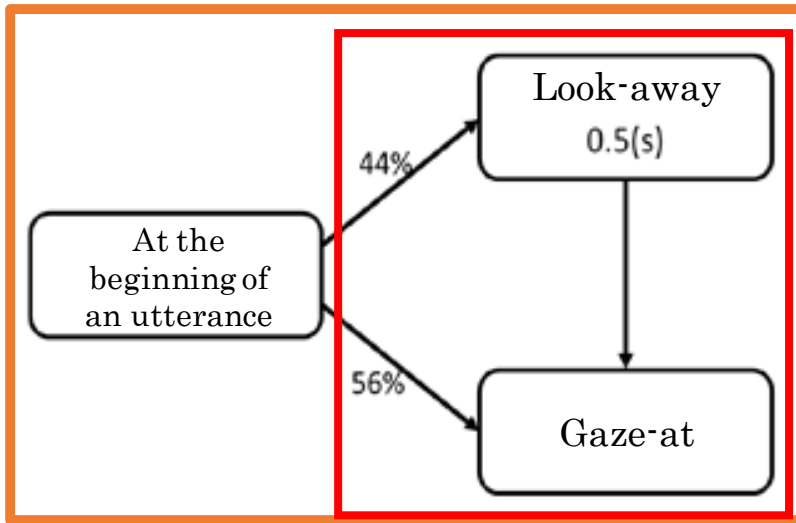 Look-away
0.5(s)
44%
At the
beginning of
an utterance
56%
Gaze-at